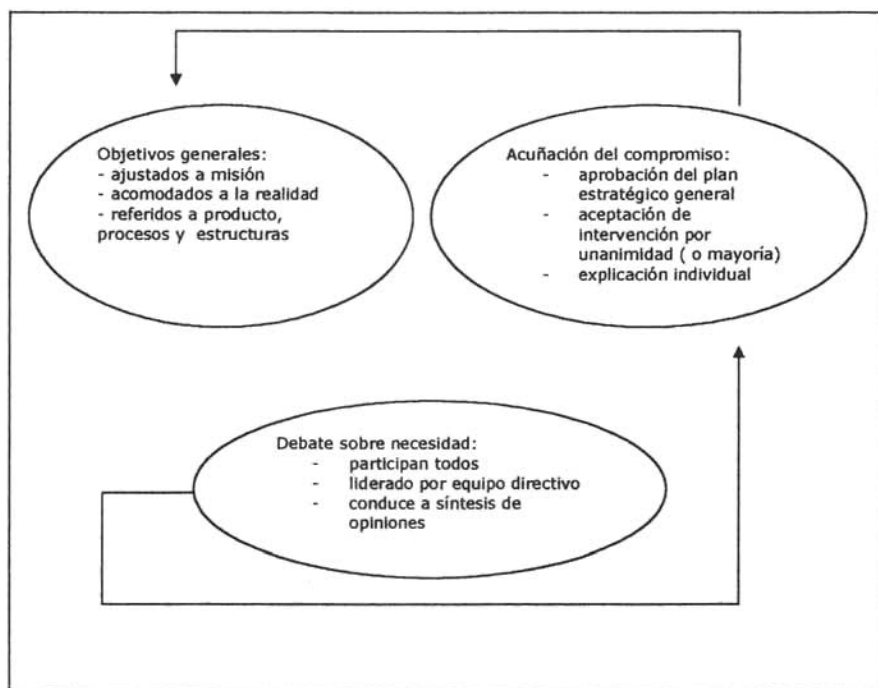 Objetivos generales:
- ajustados a misión
- acomodados a la realidad
- referidos a producto,
procesos y estructuras
Acuñación del compromiso:
- aprobación del plan
estratégico general
- aceptación de
intervención por
unanimidad ( o mayoría)
- explicación individual
Debate sobre necesidad:
- participan todos
- liderado por equipo directivo
- conduce a síntesis de
opiniones